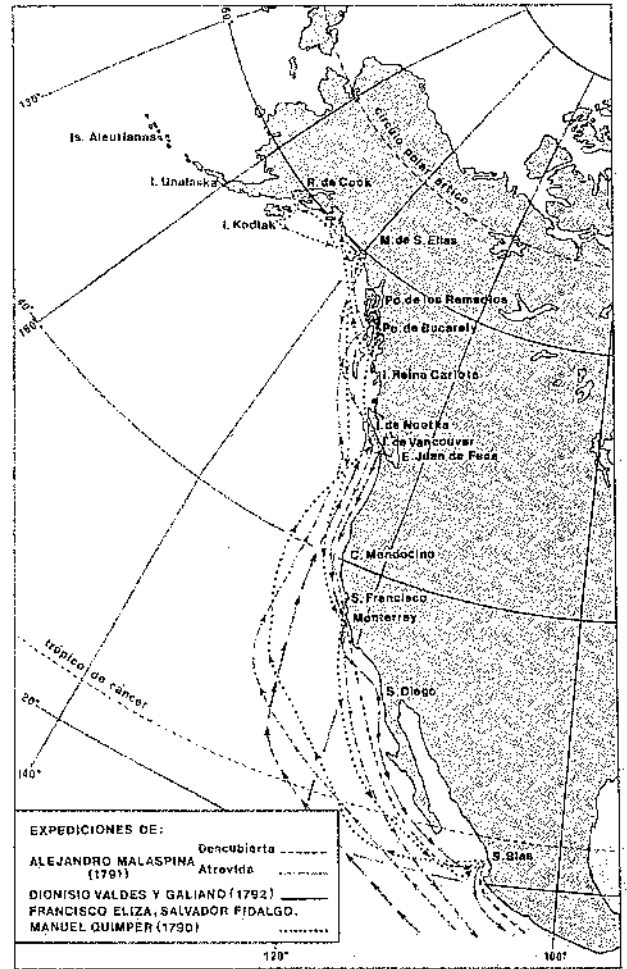 60°
130°
Is. Aleutianas
I. Unalaska
R. de Cook
círculo polar ártico
I. Kodiak
M. de S. Elías
Po. de los Remedios
Po. de Bucarely
40°
180°
I. Reina Carlota
I. de Nootka
I. de Vancouver
E. Juan de Fuca
C. Mendocino
S. Francisco
Monterrey
trópico de cáncer
S. Diego
20°
140°
S. Blas
EXPEDICIONES DE:
ALEJANDRO MALASPINA
(1791)
Descubierta
Atrevida
DIONISIO VALDES Y GALIANO (1792)
FRANCISCO ELIZA, SALVADOR FIDALGO,
MANUEL QUIMPER (1790)
120°
100°